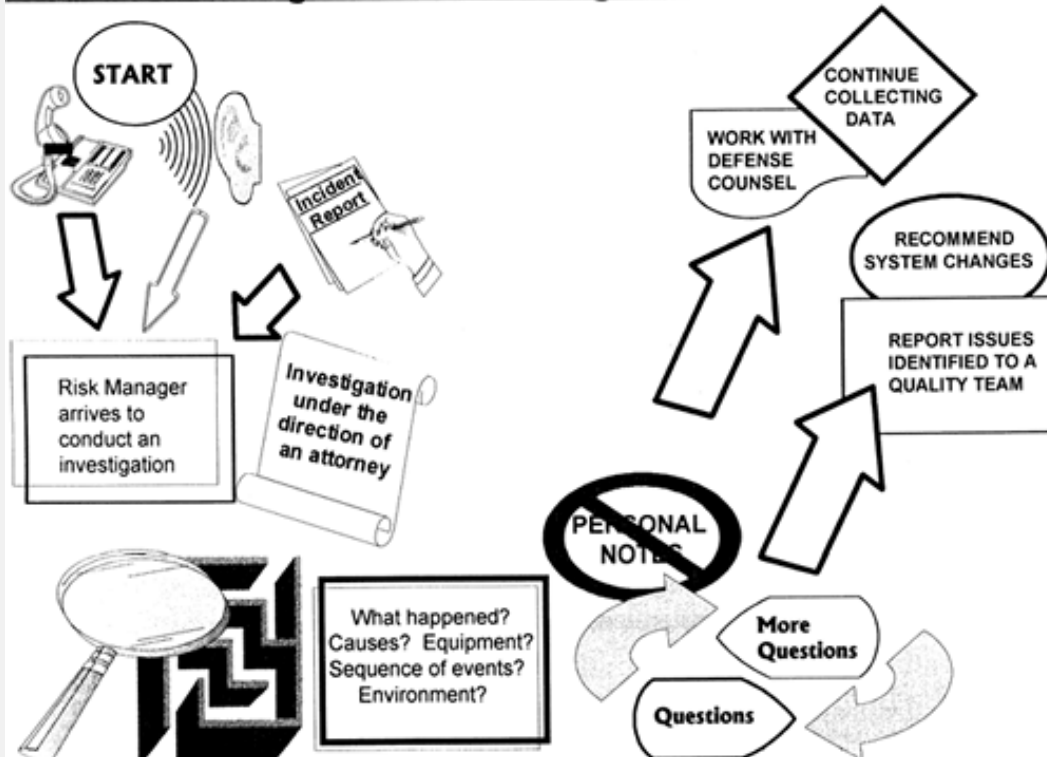 START
Incident
Report
Risk Manager
arrives to
conduct an
investigation
Investigation
under the
direction of
an attorney
What happened?
Causes? Equipment?
Sequence of events?
Environment?
PERSONAL
NOTES
More
Questions
Questions
WORK WITH
DEFENSE
COUNSEL
CONTINUE
COLLECTING
DATA
RECOMMEND
SYSTEM CHANGES
REPORT ISSUES
IDENTIFIED TO A
QUALITY TEAM